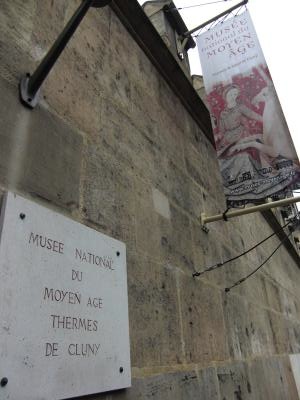 MUSÉE
national du
MOYEN
ÂGE
MUSEE NATIONAL
DU
MOYEN AGE
THERMES
DE CLUNY